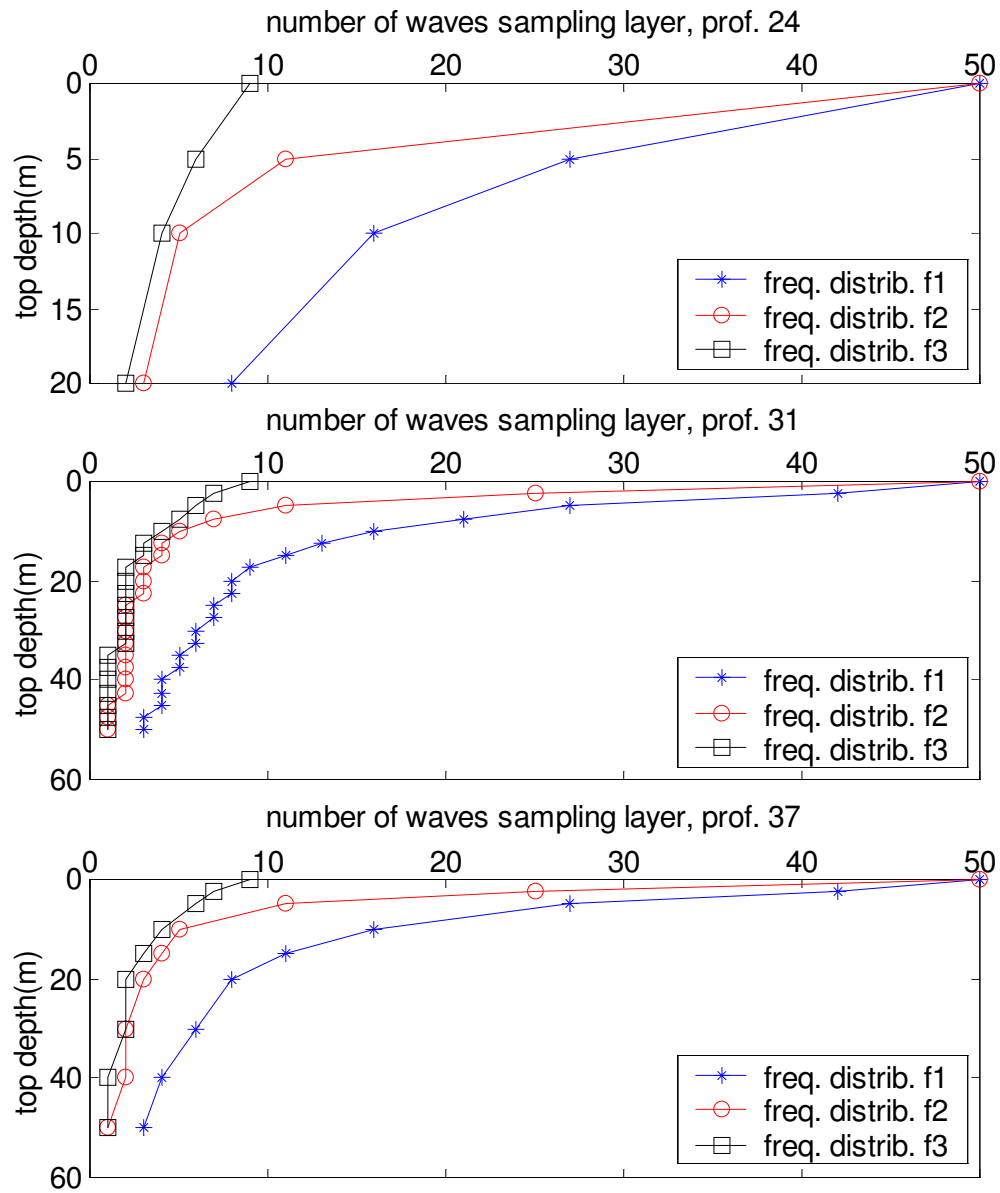 number of waves sampling layer, prof. 24
0 10 20 30 40 50
0
5
10
15
20
top depth(m)
freq. distrib. f1
freq. distrib. f2
freq. distrib. f3
number of waves sampling layer, prof. 31
0 10 20 30 40 50
0
20
40
60
top depth(m)
freq. distrib. f1
freq. distrib. f2
freq. distrib. f3
number of waves sampling layer, prof. 37
0 10 20 30 40 50
0
20
40
60
top depth(m)
freq. distrib. f1
freq. distrib. f2
freq. distrib. f3